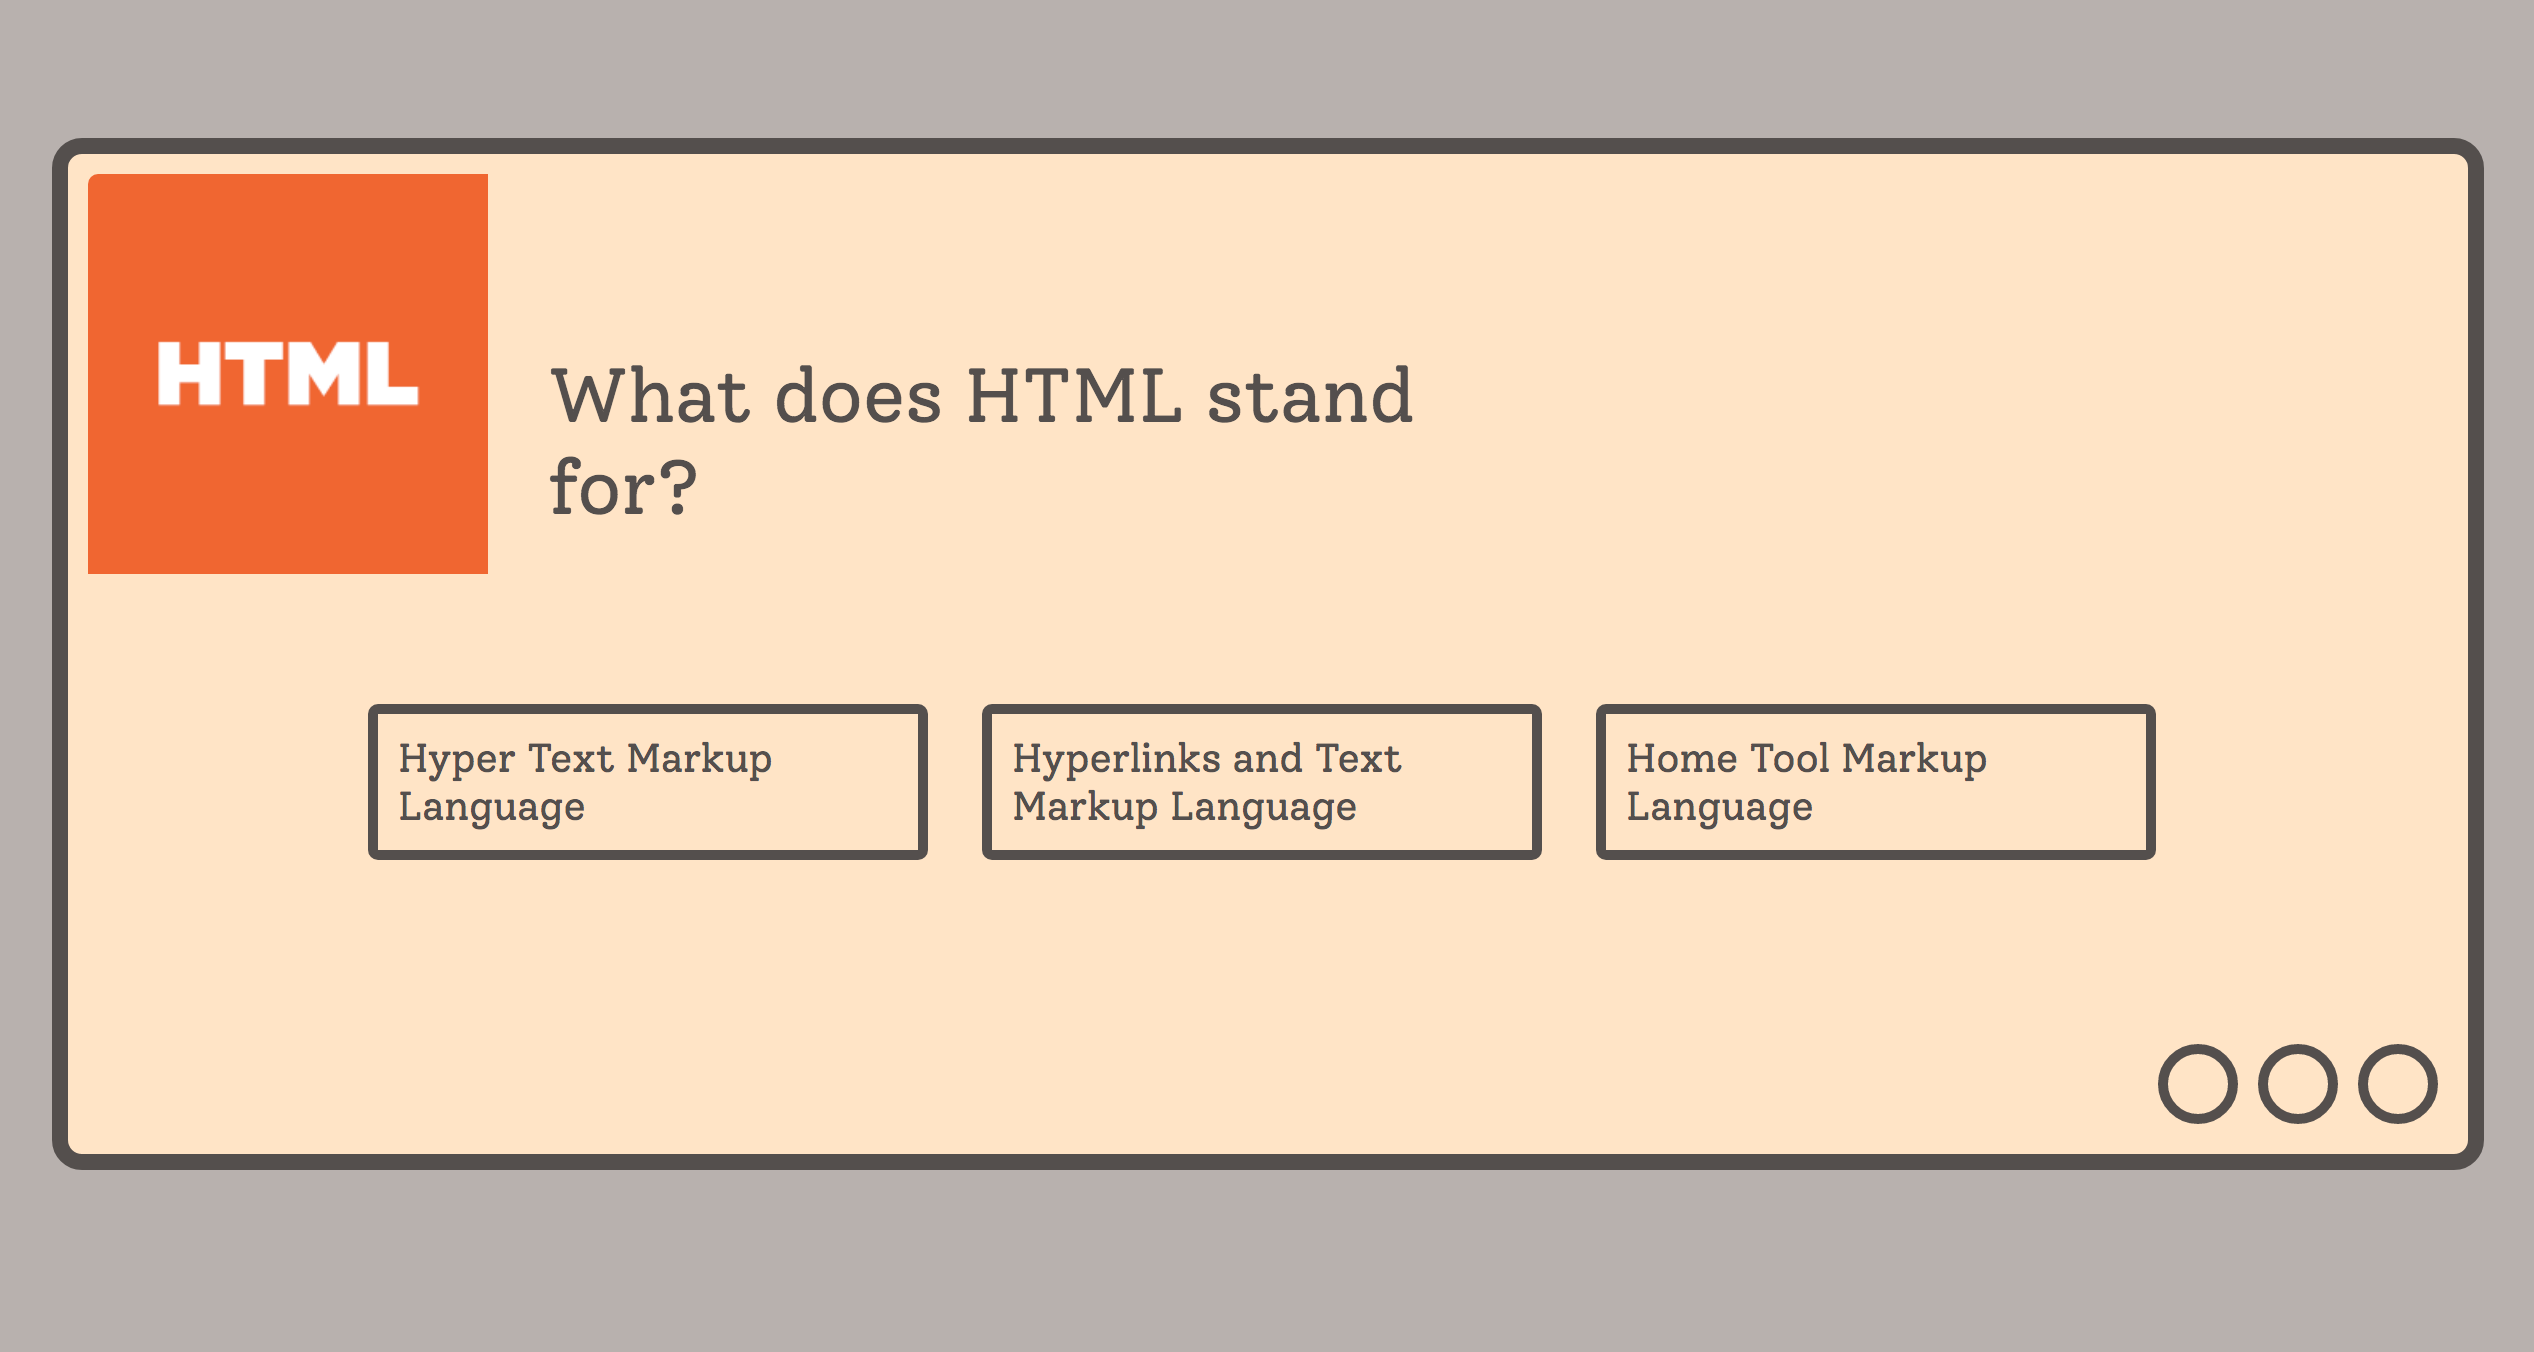 HTML
What does HTML stand
for?
Hyper Text Markup
Language
Hyperlinks and Text
Markup Language
Home Tool Markup
Language